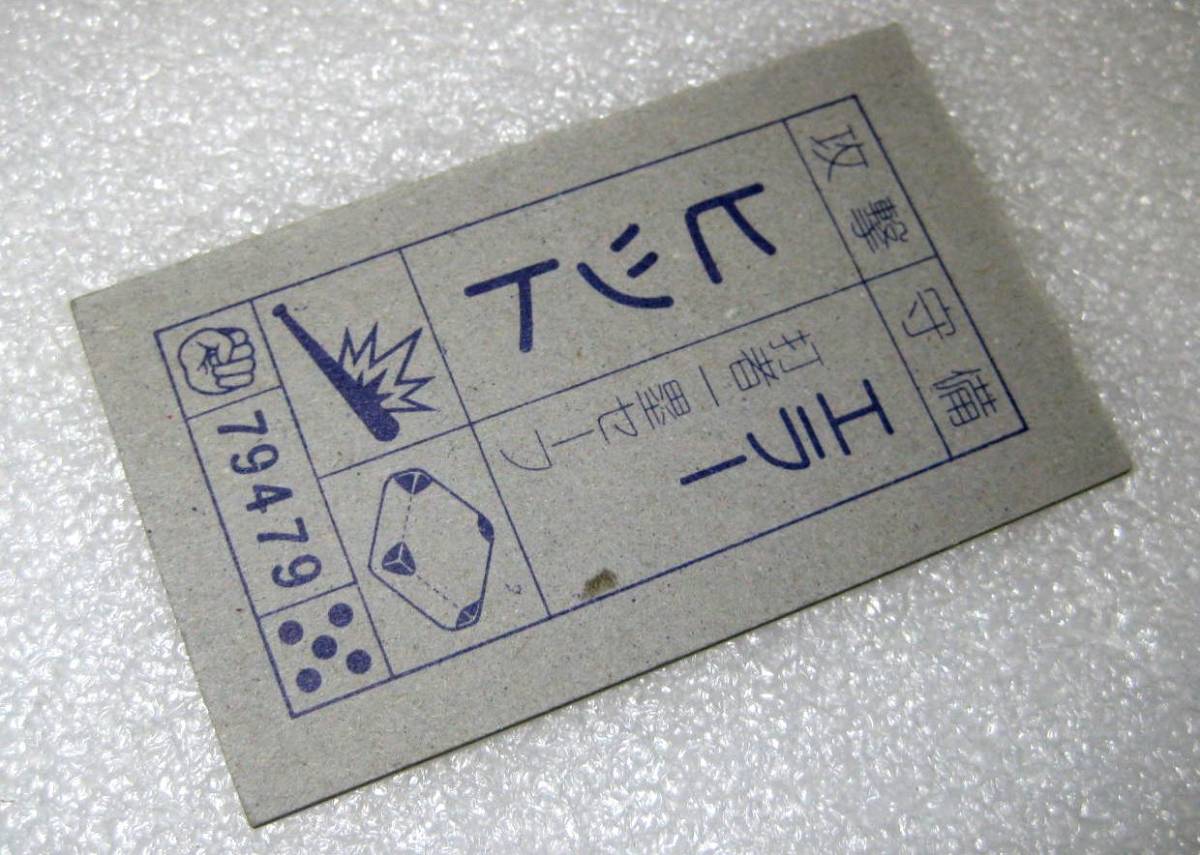 攻撃
守備
ヒット
エラー
打者一塁セーフ
79479